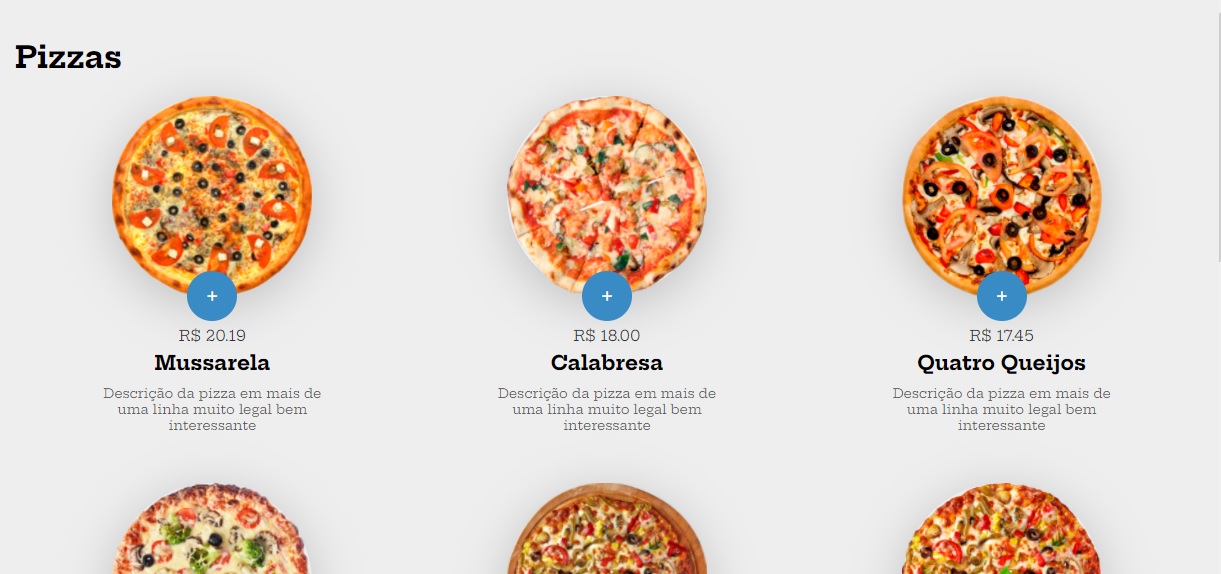 Pizzas
+
+
+
R$ 20.19
R$ 18.00
R$ 17.45
Mussarela
Calabresa
Quatro Queijos
Descrição da pizza em mais de
uma linha muito legal bem
interessante
Descrição da pizza em mais de
uma linha muito legal bem
interessante
Descrição da pizza em mais de
uma linha muito legal bem
interessante